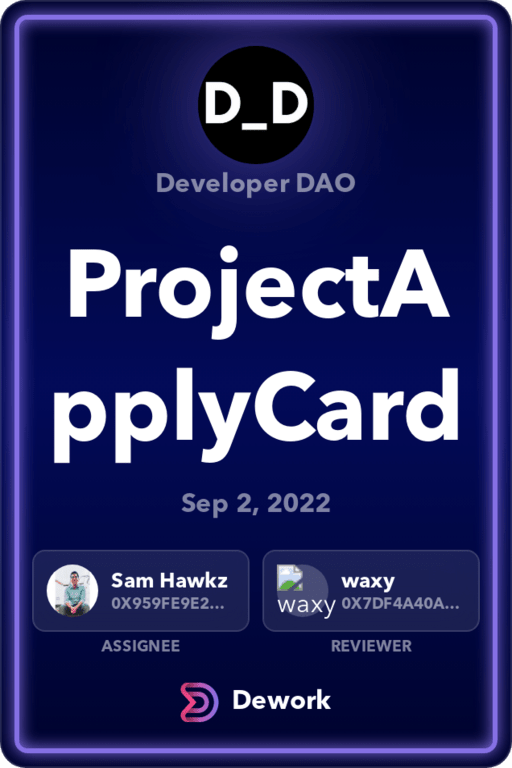 D_D
Developer DAO
ProjectA
pplyCard
Sep 2, 2022
Sam Hawkz
0X959FE9E2...
ASSIGNEE
waxy
waxy
0X7DF4A40A...
REVIEWER
Dework